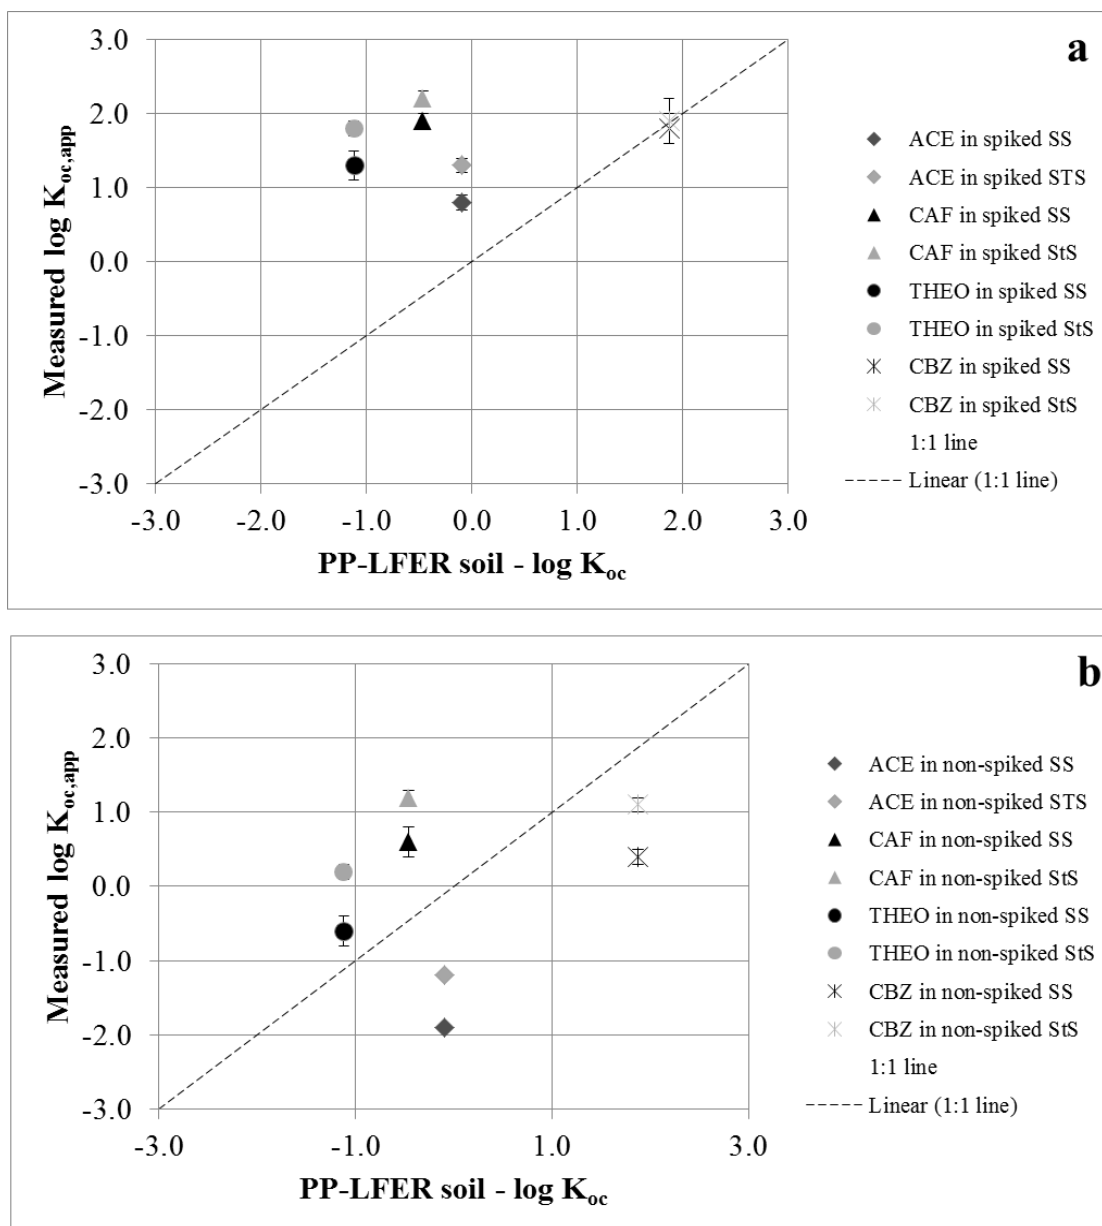 a
3.0
2.0
1.0
0.0
-1.0
-2.0
-3.0
Measured log Koc,app
-3.0 -2.0 -1.0 0.0 1.0 2.0 3.0
PP-LFER soil - log Koc
ACE in spiked SS
ACE in spiked STS
CAF in spiked SS
CAF in spiked StS
THEO in spiked SS
THEO in spiked StS
CBZ in spiked SS
CBZ in spiked StS
1:1 line
Linear (1:1 line)
b
3.0
2.0
1.0
0.0
-1.0
-2.0
-3.0
Measured log Koc,app
-3.0 -1.0 1.0 3.0
PP-LFER soil - log Koc
ACE in non-spiked SS
ACE in non-spiked STS
CAF in non-spiked SS
CAF in non-spiked StS
THEO in non-spiked SS
THEO in non-spiked StS
CBZ in non-spiked SS
CBZ in non-spiked StS
1:1 line
Linear (1:1 line)